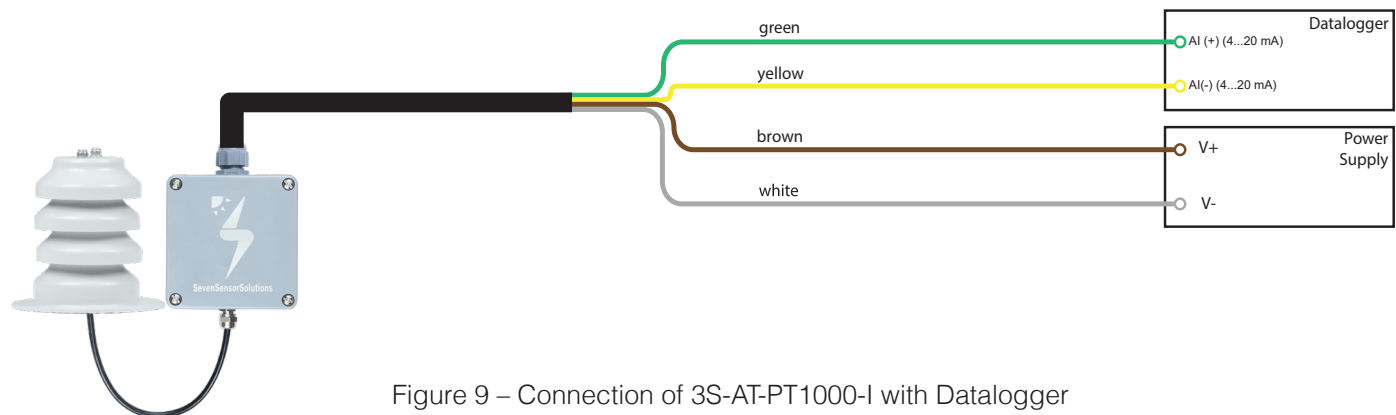 green
Datalogger
AI (+) (4...20 mA)
yellow
AI(-) (4...20 mA)
brown
V+
Power
Supply
white
V-
SevenSensorSolutions
Figure 9 – Connection of 3S-AT-PT1000-I with Datalogger